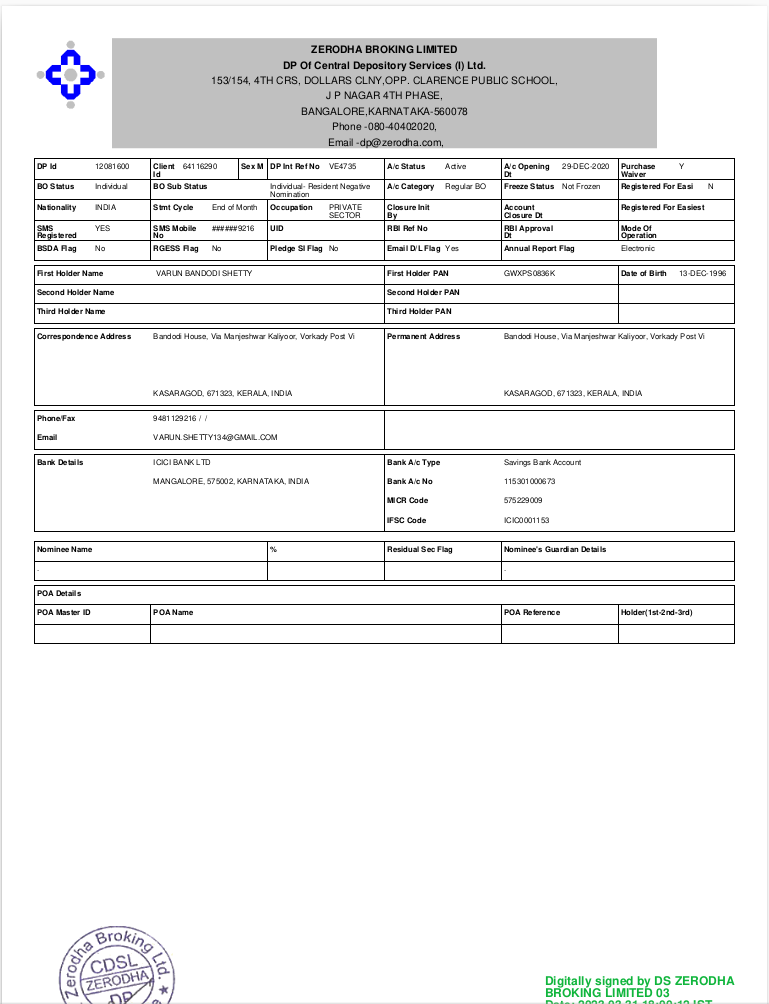 ZERODHA BROKING LIMITED
DP Of Central Depository Services (I) Ltd.
153/154, 4TH CRS, DOLLARS CLNY,OPP. CLARENCE PUBLIC SCHOOL,
J P NAGAR 4TH PHASE,
BANGALORE,KARNATAKA-560078
Phone -080-40402020,
Email -dp@zerodha.com,
DP Id 12081600 Client Id 64116290 Sex M DP Int Ref No VE4735 A/c Status Active A/c Opening Dt 29-DEC-2020 Purchase Waiver Y
BO Status Individual BO Sub Status Individual- Resident Negative Nomination A/c Category Regular BO Freeze Status Not Frozen Registered For Easi N
Nationality INDIA Stmt Cycle End of Month Occupation PRIVATE SECTOR Closure Init By Account Closure Dt Registered For Easiest
SMS Registered YES SMS Mobile No ######9216 UID RBI Ref No RBI Approval Dt Mode Of Operation
BSDA Flag No RGESS Flag No Pledge SI Flag No Email D/L Flag Yes Annual Report Flag Electronic
First Holder Name VARUN BANDODI SHETTY First Holder PAN GWXPS0836K Date of Birth 13-DEC-1996
Second Holder Name Second Holder PAN
Third Holder Name Third Holder PAN
Correspondence Address Bandodi House, Via Manjeshwar Kaliyoor, Vorkady Post Vi Permanent Address Bandodi House, Via Manjeshwar Kaliyoor, Vorkady Post Vi
KASARAGOD, 671323, KERALA, INDIA KASARAGOD, 671323, KERALA, INDIA
Phone/Fax 9481129216 / /
Email VARUN.SHETTY134@GMAIL.COM
Bank Details ICICI BANK LTD Bank A/c Type Savings Bank Account
MANGALORE, 575002, KARNATAKA, INDIA Bank A/c No 115301000673
MICR Code 575229009
IFSC Code ICIC0001153
Nominee Name % Residual Sec Flag Nominee's Guardian Details
- -
POA Details
POA Master ID POA Name POA Reference Holder(1st-2nd-3rd)
Zerodha Broking Ltd.
CDSL
ZERODHA
DP
Digitally signed by DS ZERODHA
BROKING LIMITED 03